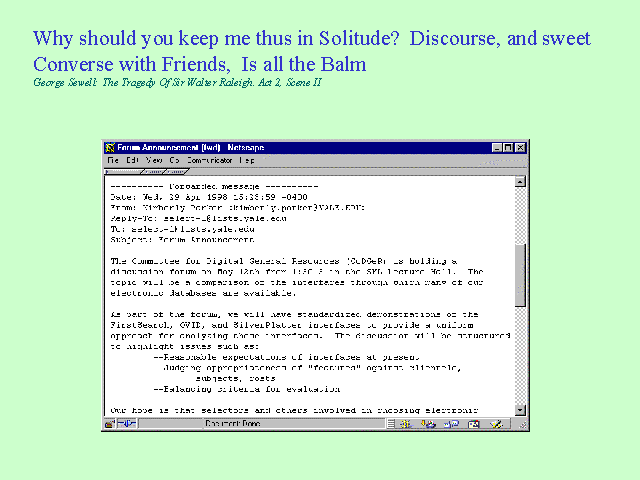 Why should you keep me thus in Solitude? Discourse, and sweet
Converse with Friends, Is all the Balm
George Sewell: The Tragedy Of Sir Walter Raleigh. Act 2, Scene II
Forum Announcement (fwd) - Netscape
File Edit View Go Communicator Help
---------- Forwarded message ----------
Date: Wed, 29 Apr 1998 15:23:59 -0400
From: Kimberly Parker <kimberly.parker@YALE.EDU>
Reply-To: select-l@lists.yale.edu
To: select-l@lists.yale.edu
Subject: Forum Announcement
The Committee for Digital General Resources (CoDGeR) is holding a
discussion forum on May 12th from in the SML Lecture Hall. The
topic will be a comparison of the interfaces through which many of our
electronic databases are available.
As part of the forum, we will have standardized demonstrations of the
FirstSearch, OVID, and SilverPlatter interfaces to provide a uniform
approach for analyzing these interfaces. The discussion will be structured
to highlight issues such as:
--Reasonable expectations of interfaces at present
Judging appropriateness of "features" against clientele,
subjects, costs
--Balancing criteria for evaluation
Our hope is that selectors and others involved in choosing electronic
Document Done